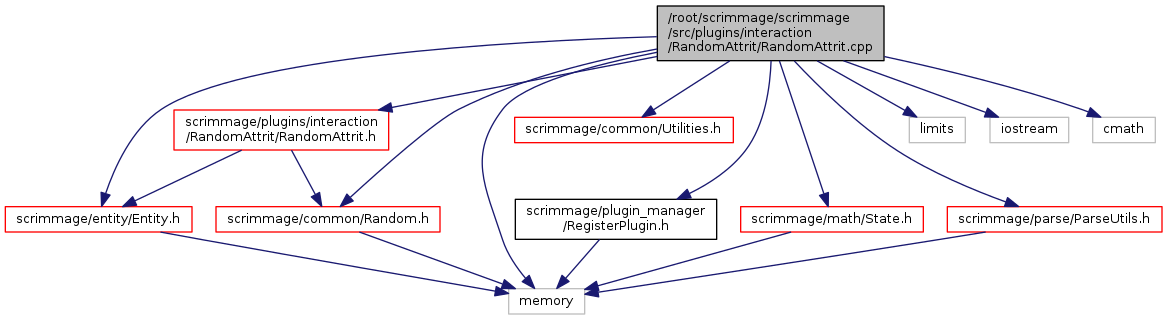 /root/scrimmage/scrimmage
/src/plugins/interaction
/RandomAttrit/RandomAttrit.cpp
scrimmage/plugins/interaction
/RandomAttrit/RandomAttrit.h
scrimmage/common/Utilities.h
limits
iostream
cmath
scrimmage/entity/Entity.h
scrimmage/common/Random.h
scrimmage/plugin_manager
/RegisterPlugin.h
scrimmage/math/State.h
scrimmage/parse/ParseUtils.h
memory